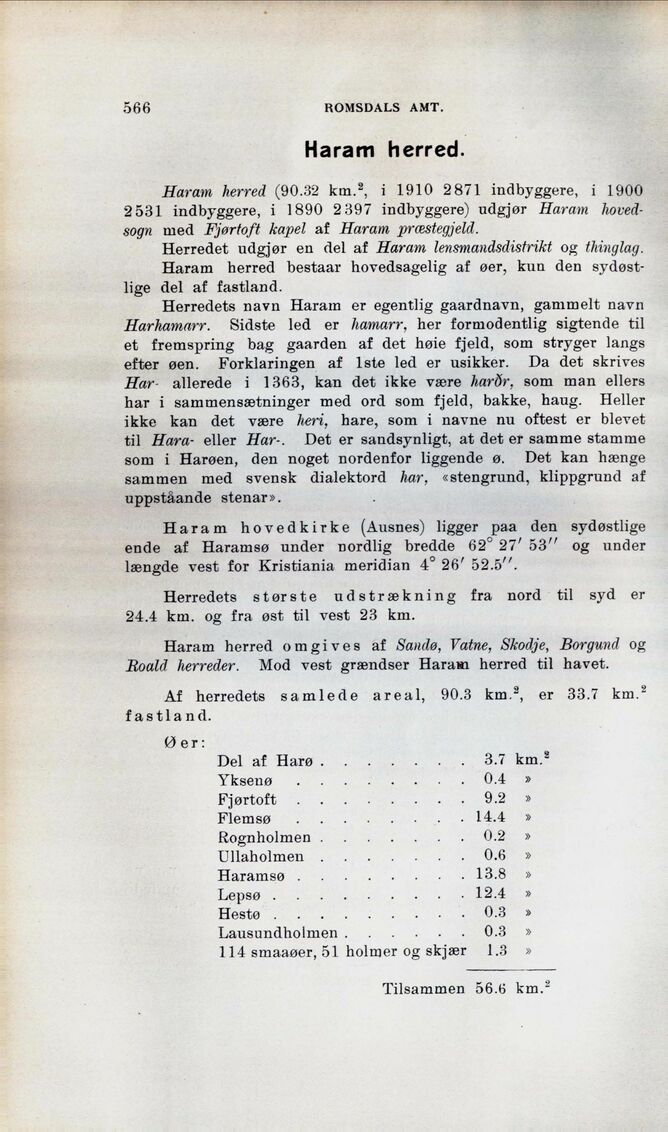 566
ROMSDALS AMT.
Haram herred.
Haram herred (90.32 km.², i 1910 2871 indbyggere, i 1900
2531 indbyggere, i 1890 2397 indbyggere) udgjør Haram hoved-
sogn med Fjørtoft kapel af Haram præstegjeld.
Herredet udgjør en del af Haram lensmandsdistrikt og thinglag.
Haram herred bestaar hovedsagelig af øer, kun den sydøst-
lige del af fastland.
Herredets navn Haram er egentlig gaardnavn, gammelt navn
Harhamarr. Sidste led er hamarr, her formodentlig sigtende til
et fremspring bag gaarden af det høie fjeld, som stryger langs
efter øen. Forklaringen af 1ste led er usikker. Da det skrives
Har- allerede i 1363, kan det ikke være harðr, som man ellers
har i sammensætninger med ord som fjeld, bakke, haug. Heller
ikke kan det være heri, hare, som i navne nu oftest er blevet
til Hara- eller Har-. Det er sandsynligt, at det er samme stamme
som i Harøen, den noget nordenfor liggende ø. Det kan hænge
sammen med svensk dialektord har, «stengrund, klippgrund af
uppstående stenar».
Haram hovedkirke (Ausnes) ligger paa den sydøstlige
ende af Haramsø under nordlig bredde 62° 27′ 53″ og under
længde vest for Kristiania meridian 4° 26′ 52.5″.
Herredets største udstrækning fra nord til syd er
24.4 km. og fra øst til vest 23 km.
Haram herred omgives af Sandø, Vatne, Skodje, Borgund og
Roald herreder. Mod vest grændser Haram herred til havet.
Af herredets samlede areal, 90.3 km.², er 33.7 km.²
fastland.
Øer:
Del af Harø . . . . . . . 3.7 km.²
Yksenø . . . . . . . . 0.4 »
Fjørtoft . . . . . . . . 9.2 »
Flemsø . . . . . . . . 14.4 »
Rognholmen . . . . . . . 0.2 »
Ullaholmen . . . . . . . 0.6 »
Haramsø . . . . . . . . 13.8 »
Lepsø . . . . . . . . . 12.4 »
Hestø . . . . . . . . . 0.3 »
Lausundholmen . . . . . . 0.3 »
114 smaaøer, 51 holmer og skjær 1.3 »
Tilsammen 56.6 km.²